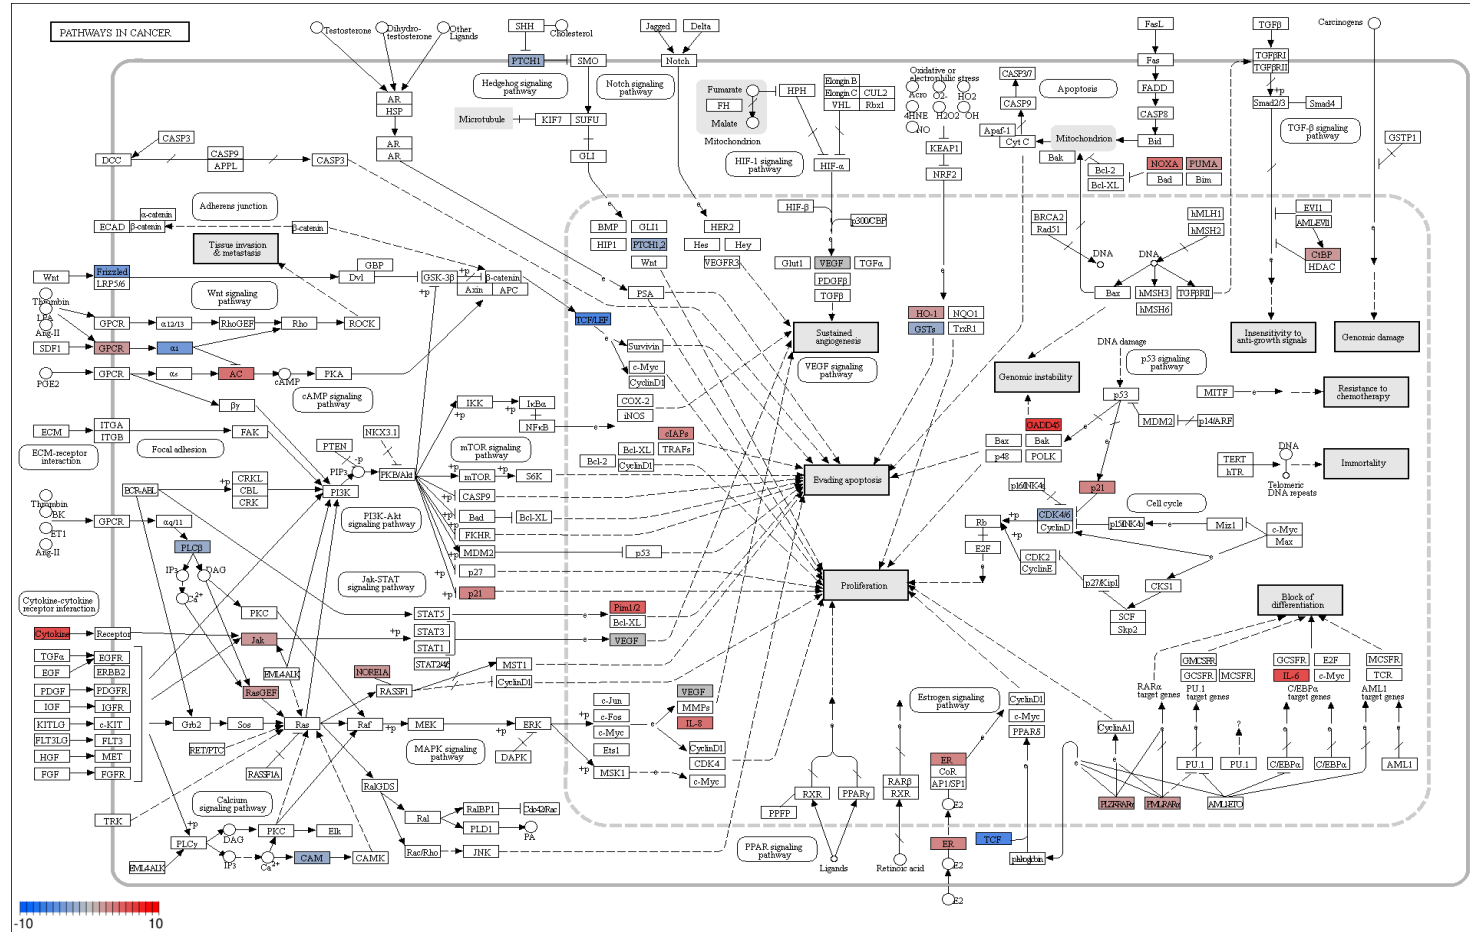 PATHWAYS IN CANCER
Testosterone
Dihydro-
testosterone
Other
Ligands
SHH
Cholesterol
Jagged
Delta
FasL
TGFβ
Carcinogens
PTCH1
SMO
Notch
Fas
TGFβRI
TGFβRII
Hedgehog signaling
pathway
Notch signaling
pathway
Fumarate
FH
Malate
Mitochondrion
HPH
Elongin B
Elongin C
CUL2
VHL
Rbx1
Oxidative or
electrophilic stress
Acro
O2-
HO2
4HNE
H2O2
OH
NO
CASP3/7
CASP9
Apaf-1
Cyt C
Apoptosis
FADD
CASP8
Bid
Mitochondrion
+p
Smad2/3
Smad4
TGF-β signaling
pathway
GSTP1
AR
HSP
AR
AR
Microtubule
KIF7
SUFU
GLI
HIF-1 signaling
pathway
HIF-α
KEAP1
NRF2
Bak
Bcl-2
Bcl-XL
NOXA
PUMA
Bad
Bim
CASP3
DCC
CASP9
APPL
CASP3
Adherens junction
α-catenin
ECAD
β-catenin
α-catenin
β-catenin
Tissue invasion
& metastasis
BMP
GLI1
HIP1
PTCH1,2
Wnt
HER2
Hes
Hey
VEGFR3
HIF-β
p300/CBP
Glut1
VEGF
TGFα
PDGFβ
TGFβ
BRCA2
Rad51
DNA
hMLH1
hMSH2
DNA
Bax
hMSH3
hMSH6
TGFβRII
EVI1
AML1-EVI1
CtBP
HDAC
Wnt
Frizzled
LRP5/6
Dvl
GBP
GSK-3β
+p
+p
β-catenin
Axin
APC
Wnt signaling
pathway
Thrombin
LPA
Ang-II
GPCR
α12/13
RhoGEF
Rho
ROCK
SDF1
GPCR
αi
PGE2
GPCR
αs
AC
cAMP
PKA
cAMP signaling
pathway
βγ
TCF/LEF
PSA
Survivin
c-Myc
CyclinD1
COX-2
iNOS
Sustained
angiogenesis
VEGF signaling
pathway
HO-1
NQO1
GSTs
TxrR1
Genomic instability
DNA damage
p53 signaling
pathway
p53
MDM2
p14/ARF
Insensitivity to
anti-growth signals
Genomic damage
MITF
Resistance to
chemotherapy
ECM
ITGA
ITGB
FAK
ECM-receptor
interaction
Focal adhesion
IKK
IκBα
NFκB
NKX3.1
PTEN
PIP3
-p
PKB/Akt
mTOR signaling
pathway
mTOR
S6K
cIAPs
Bcl-XL
TRAFs
Bcl-2
CyclinD1
Evading apoptosis
GADD45
Bax
Bak
p48
POLK
TERT
hTR
DNA
Telomeric
DNA repeats
Immortality
BCR-ABL
CRKL
CBL
CRK
PI3K
PI3K-Akt
signaling pathway
CASP9
Bad
Bcl-XL
FKHR
MDM2
p53
p27
p21
Thrombin
BK
ET1
Ang-II
GPCR
αq/11
PLCβ
IP3
DAG
Ca2+
PKC
Jak-STAT
signaling pathway
p16/INK4a
p21
Cell cycle
CDK4/6
CyclinD
p15/INK4b
Miz1
c-Myc
Max
Rb
E2F
CDK2
CyclinE
p27/Kip1
CKS1
SCF
Skp2
Proliferation
Block of
differentiation
Cytokine-cytokine
receptor interaction
Cytokine
Receptor
Jak
STAT5
STAT3
STAT1
STAT2/4/6
Pim1/2
Bcl-XL
VEGF
TGFα
EGF
EGFR
ERBB2
PDGF
PDGFR
IGF
IGFR
KITLG
c-KIT
FLT3LG
FLT3
HGF
MET
FGF
FGFR
EML4-ALK
RasGEF
NORE1A
RASSF1
MST1
CyclinD1
Grb2
Sos
Ras
Raf
MEK
ERK
RET/PTC
RASSF1A
MAPK signaling
pathway
DAPK
MSK1
c-Jun
c-Fos
c-Myc
Ets1
VEGF
MMPs
IL-8
CyclinD1
CDK4
c-Myc
Estrogen signaling
pathway
CyclinD1
c-Myc
PPARδ
ER
CoR
AP1/SP1
E2
ER
E2
E2
RARα
target genes
GMCSFR
GCSFR
MCSFR
PU.1
target genes
GCSFR
E2F
IL-6
c-Myc
C/EBPα
target genes
MCSFR
TCR
AML1
target genes
CyclinA1
PU.1
?
PU.1
C/EBPα
C/EBPα
AML1
PLZF-RARα
PML-RARα
AML1-ETO
TRK
Calcium
signaling pathway
PLCγ
EML4-ALK
DAG
IP3
PKC
Elk
Ca2+
CAM
CAMK
RalGDS
Ral
RalBP1
Cdc42/Rac
PLD1
PA
Rac/Rho
JNK
PPFP
RXR
PPARγ
RARβ
RXR
PPAR signaling
pathway
Ligands
Retinoic acid
TCF
-10
10